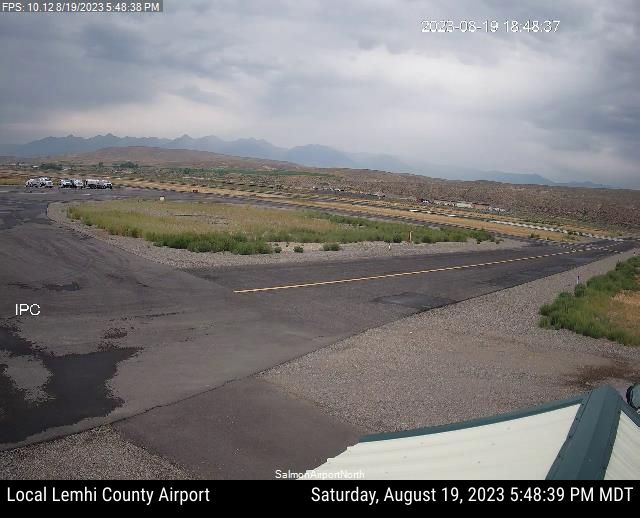 FPS: 10.12 8/19/2023 5:48:38 PM
2023-08-19 18:48:37
IPC
SalmonAirportNorth
Local Lemhi County Airport
Saturday, August 19, 2023 5:48:39 PM MDT